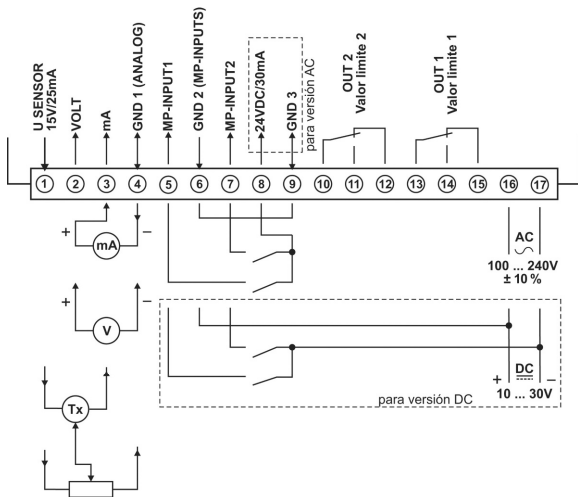 U SENSOR
15V/25mA
VOLT
mA
GND 1 (ANALOG)
MP-INPUT1
GND 2 (MP-INPUTS)
MP-INPUT2
24VDC/30mA
GND 3
para versión AC
OUT 2
Valor limite 2
OUT 1
Valor limite 1
1 2 3 4 5 6 7 8 9 10 11 12 13 14 15 16 17
+ mA −
AC
100 ... 240V
± 10 %
+ V −
+ DC −
10 ... 30V
para versión DC
Tx